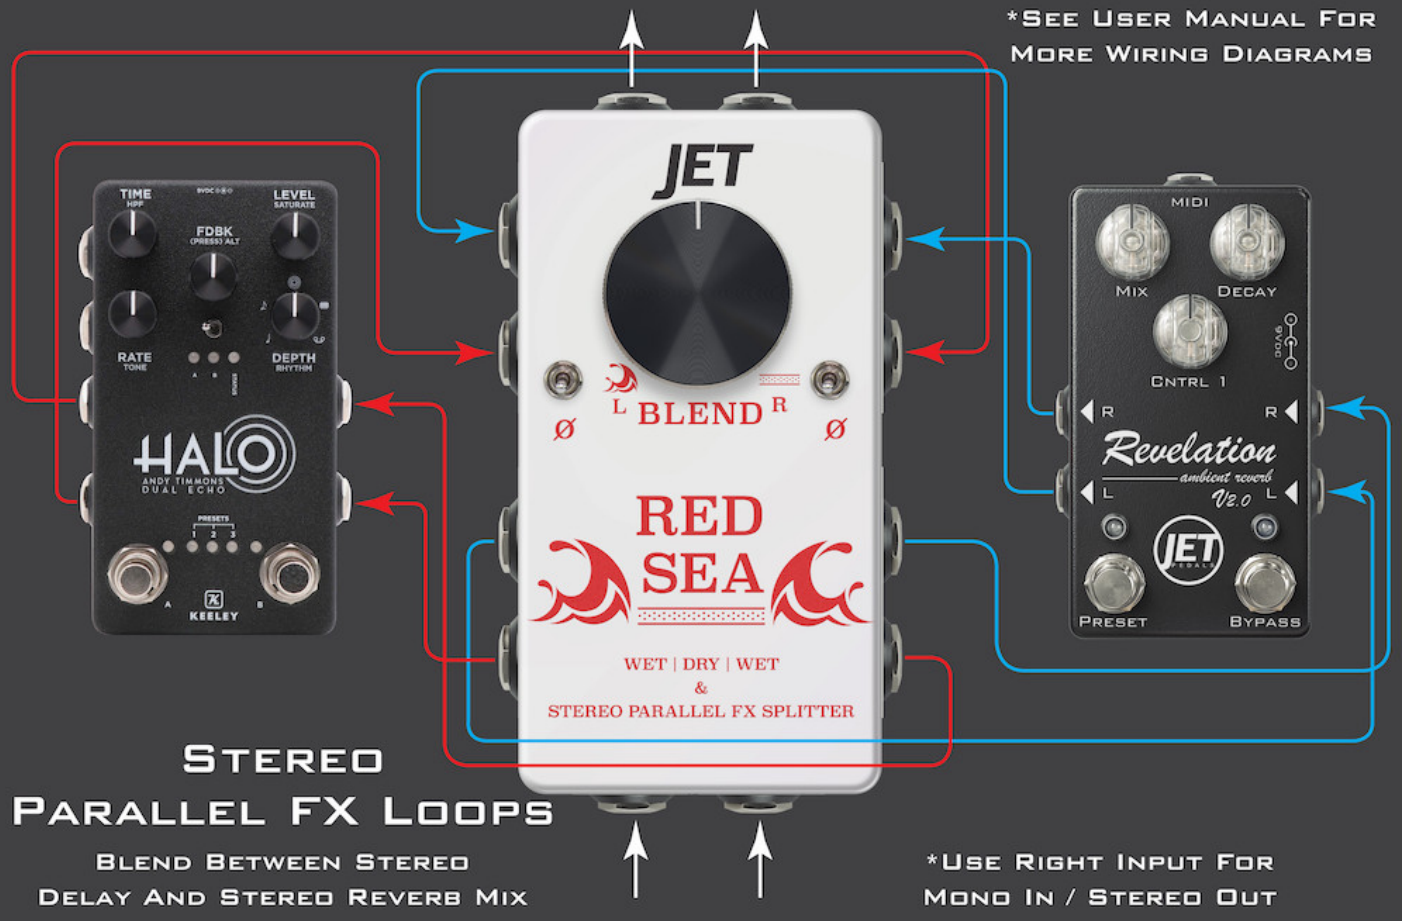 *See User Manual For
More Wiring Diagrams
JET
L BLEND R
Ø
Ø
RED
SEA
WET | DRY | WET
&
STEREO PARALLEL FX SPLITTER
TIME
HPF
9VDC
LEVEL
SATURATE
FDBK
(PRESS) ALT
RATE
TONE
DEPTH
RHYTHM
A B STATUS
HALO
ANDY TIMMONS
DUAL ECHO
PRESETS
1 2 3
A B
KEELEY
MIDI
Mix Decay
Cntrl 1
9VDC
R R
Revelation
ambient reverb
V2.0
L L
JET
PEDALS
Preset Bypass
Stereo
Parallel FX Loops
Blend Between Stereo
Delay And Stereo Reverb Mix
*Use Right Input For
Mono In / Stereo Out